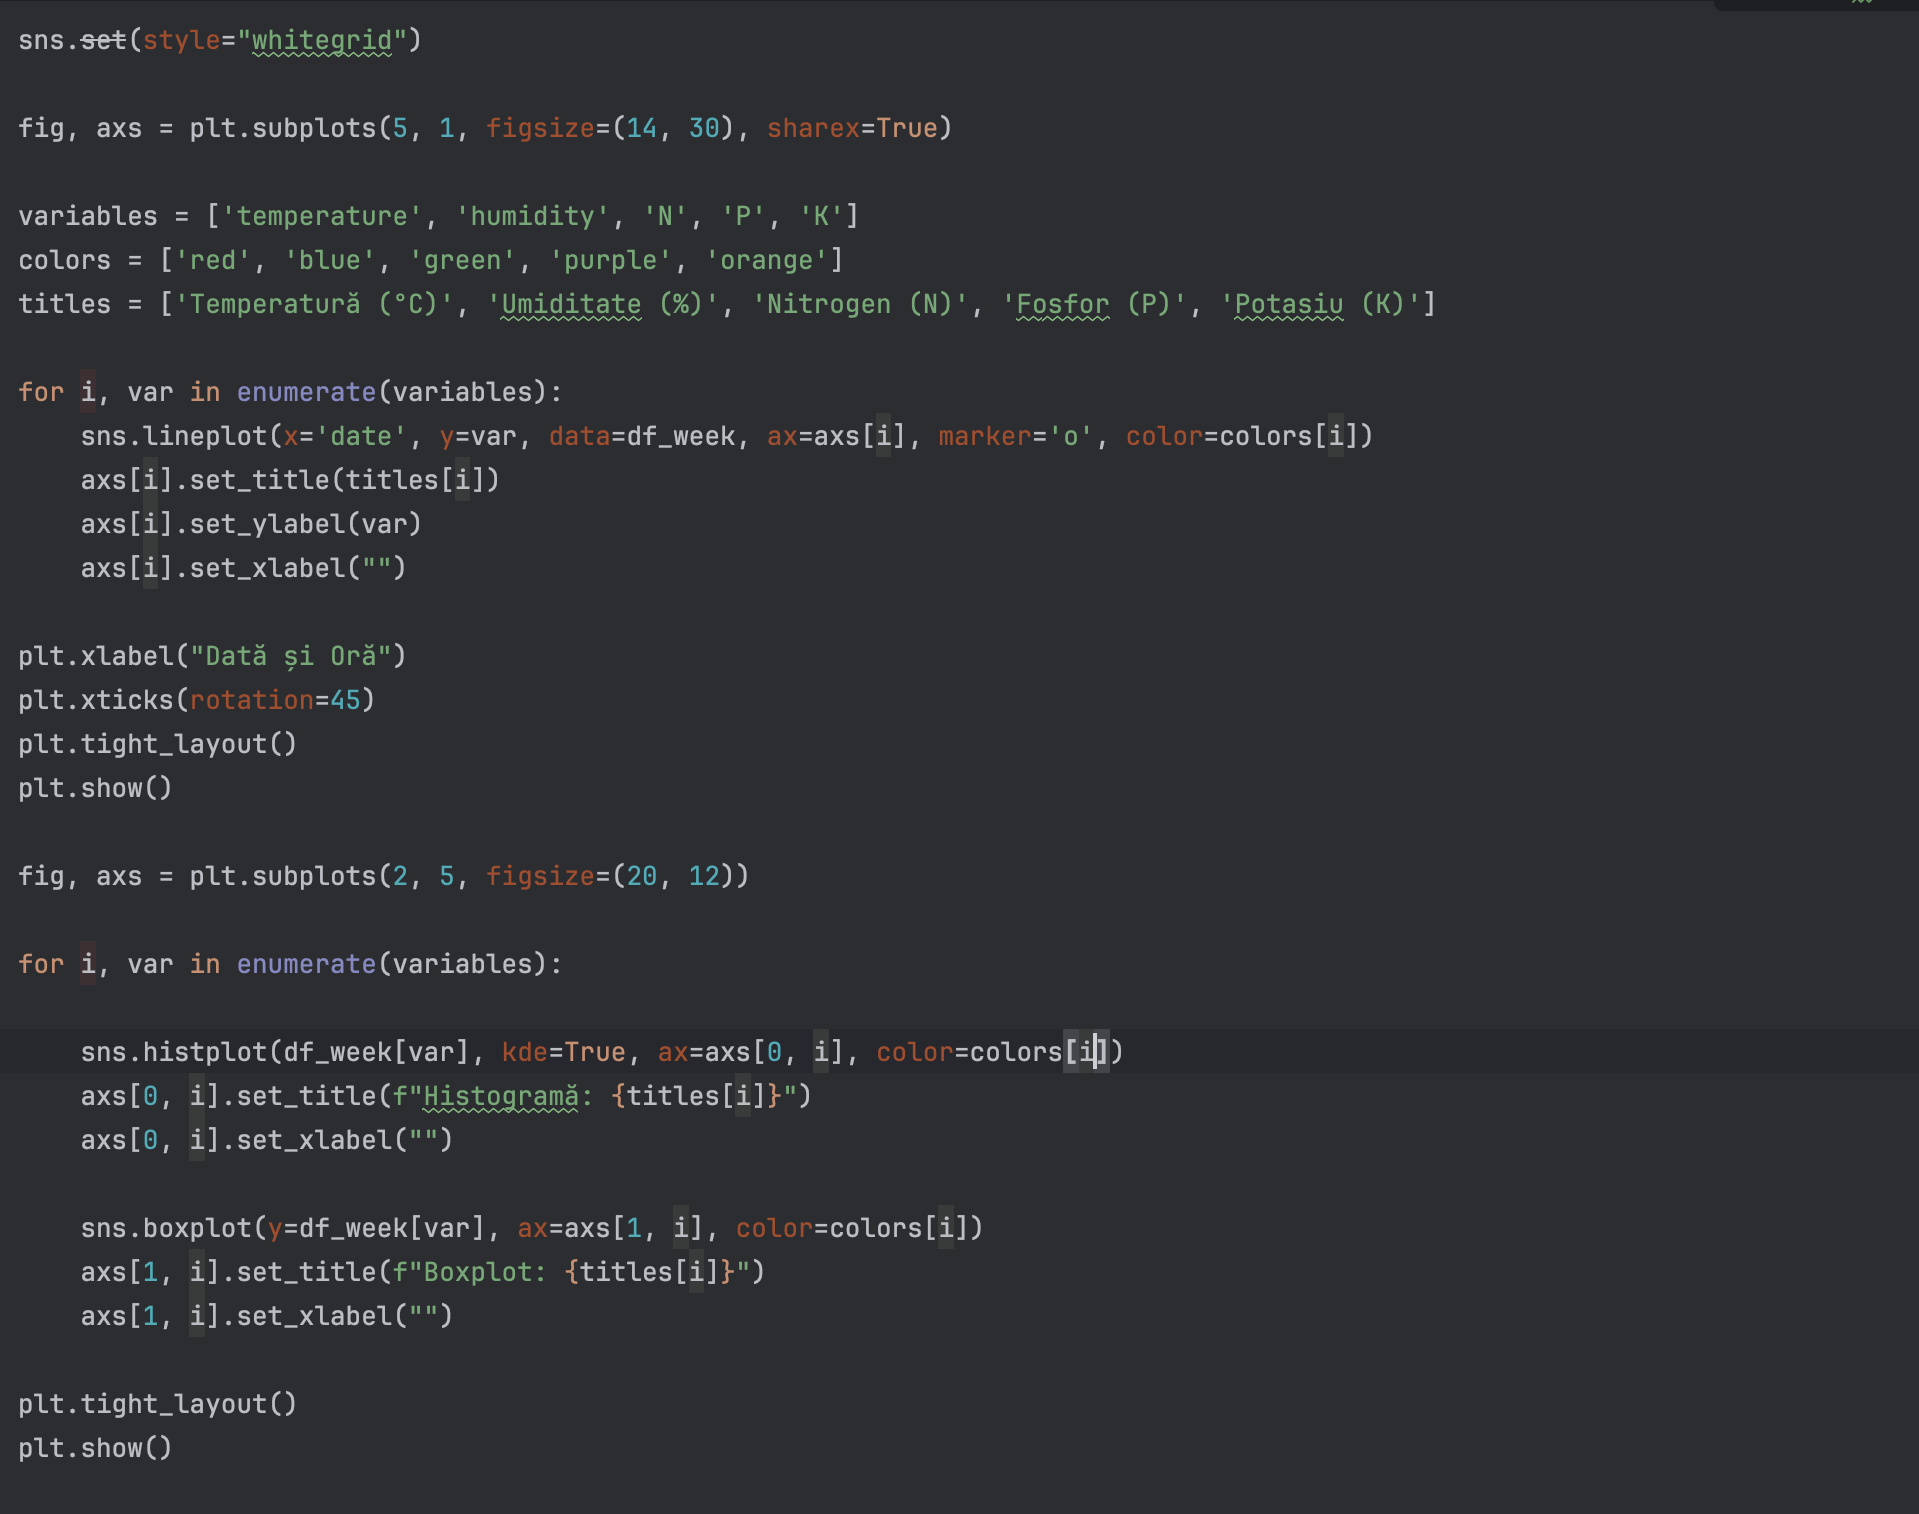 sns.set(style="whitegrid")
fig, axs = plt.subplots(5, 1, figsize=(14, 30), sharex=True)
variables = ['temperature', 'humidity', 'N', 'P', 'K']
colors = ['red', 'blue', 'green', 'purple', 'orange']
titles = ['Temperatură (°C)', 'Umiditate (%)', 'Nitrogen (N)', 'Fosfor (P)', 'Potasiu (K)']
for i, var in enumerate(variables):
    sns.lineplot(x='date', y=var, data=df_week, ax=axs[i], marker='o', color=colors[i])
    axs[i].set_title(titles[i])
    axs[i].set_ylabel(var)
    axs[i].set_xlabel("")
plt.xlabel("Dată și Oră")
plt.xticks(rotation=45)
plt.tight_layout()
plt.show()
fig, axs = plt.subplots(2, 5, figsize=(20, 12))
for i, var in enumerate(variables):
    sns.histplot(df_week[var], kde=True, ax=axs[0, i], color=colors[i])
    axs[0, i].set_title(f"Histogramă: {titles[i]}")
    axs[0, i].set_xlabel("")
    sns.boxplot(y=df_week[var], ax=axs[1, i], color=colors[i])
    axs[1, i].set_title(f"Boxplot: {titles[i]}")
    axs[1, i].set_xlabel("")
plt.tight_layout()
plt.show()